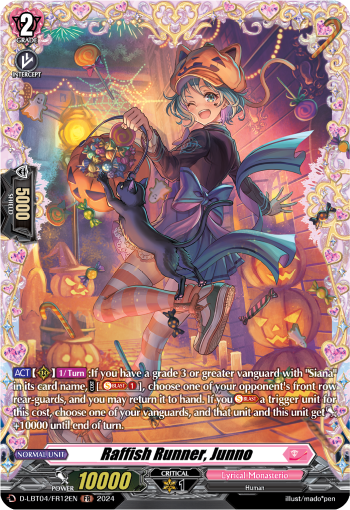 2
GRADE
INTERCEPT
5000
SHIELD
ACT【RC】1/Turn:If you have a grade 3 or greater vanguard with "Siana"
in its card name, [BLAST 1], choose one of your opponent's front row
rear-guards, and you may return it to hand. If you BLAST a trigger unit for
this cost, choose one of your vanguards, and that unit and this unit get
+10000 until end of turn.
NORMAL UNIT
Raffish Runner, Junno
Lyrical Monasterio
POWER
10000
CRITICAL
1
Human
D-LBT04/FR12EN FR 2024
illust/mado*pen